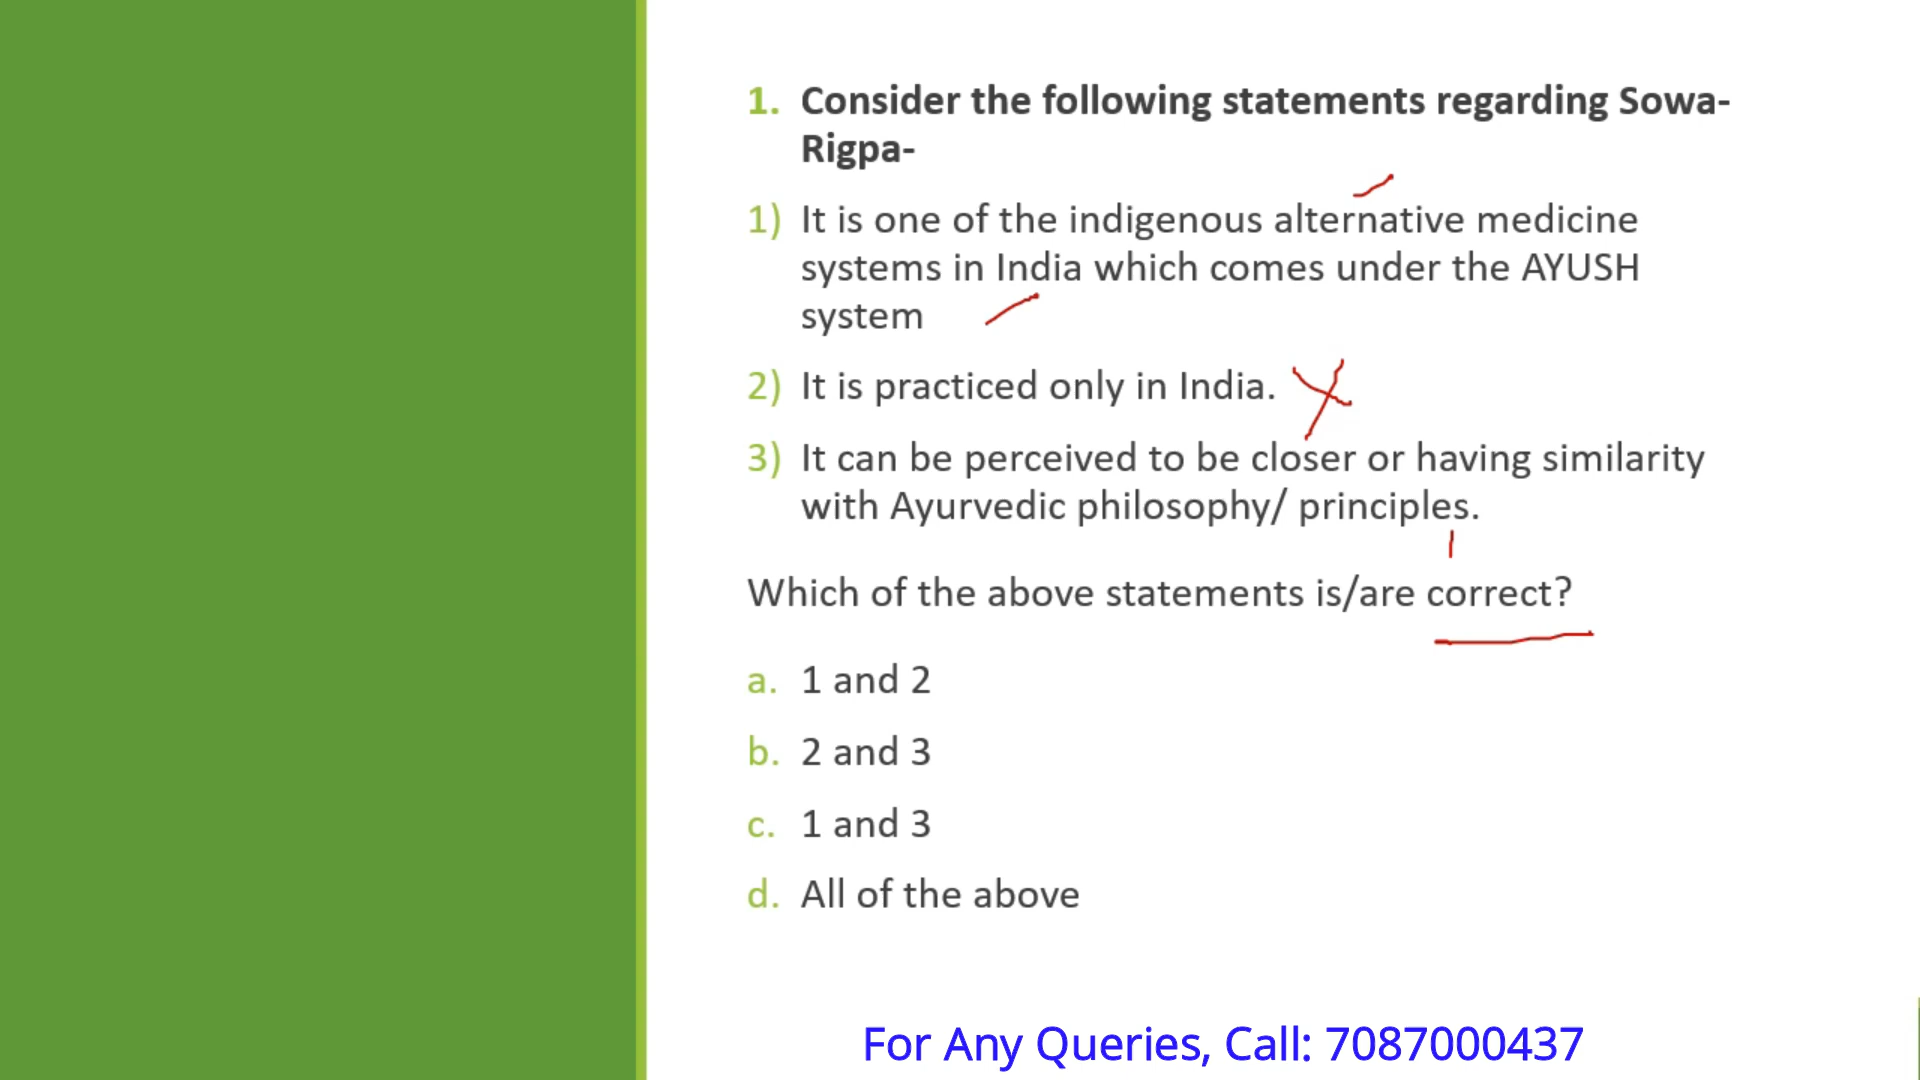 1. Consider the following statements regarding Sowa-
Rigpa-
1) It is one of the indigenous alternative medicine
systems in India which comes under the AYUSH
system
2) It is practiced only in India.
3) It can be perceived to be closer or having similarity
with Ayurvedic philosophy/ principles.
Which of the above statements is/are correct?
a. 1 and 2
b. 2 and 3
c. 1 and 3
d. All of the above
For Any Queries, Call: 7087000437